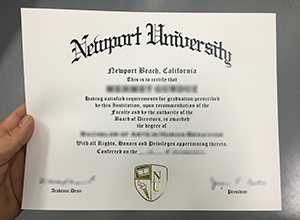 Newport University
Newport Beach, California
This is to certify that
Having satisfied requirements for graduation prescribed
by this Institution, upon recommendation of the
Faculty and by the authority of the
Board of Directors, is awarded
the degree of
With all Rights, Honors and Privileges appertaining thereto.
Conferred on the
NU
Academic Dean
President